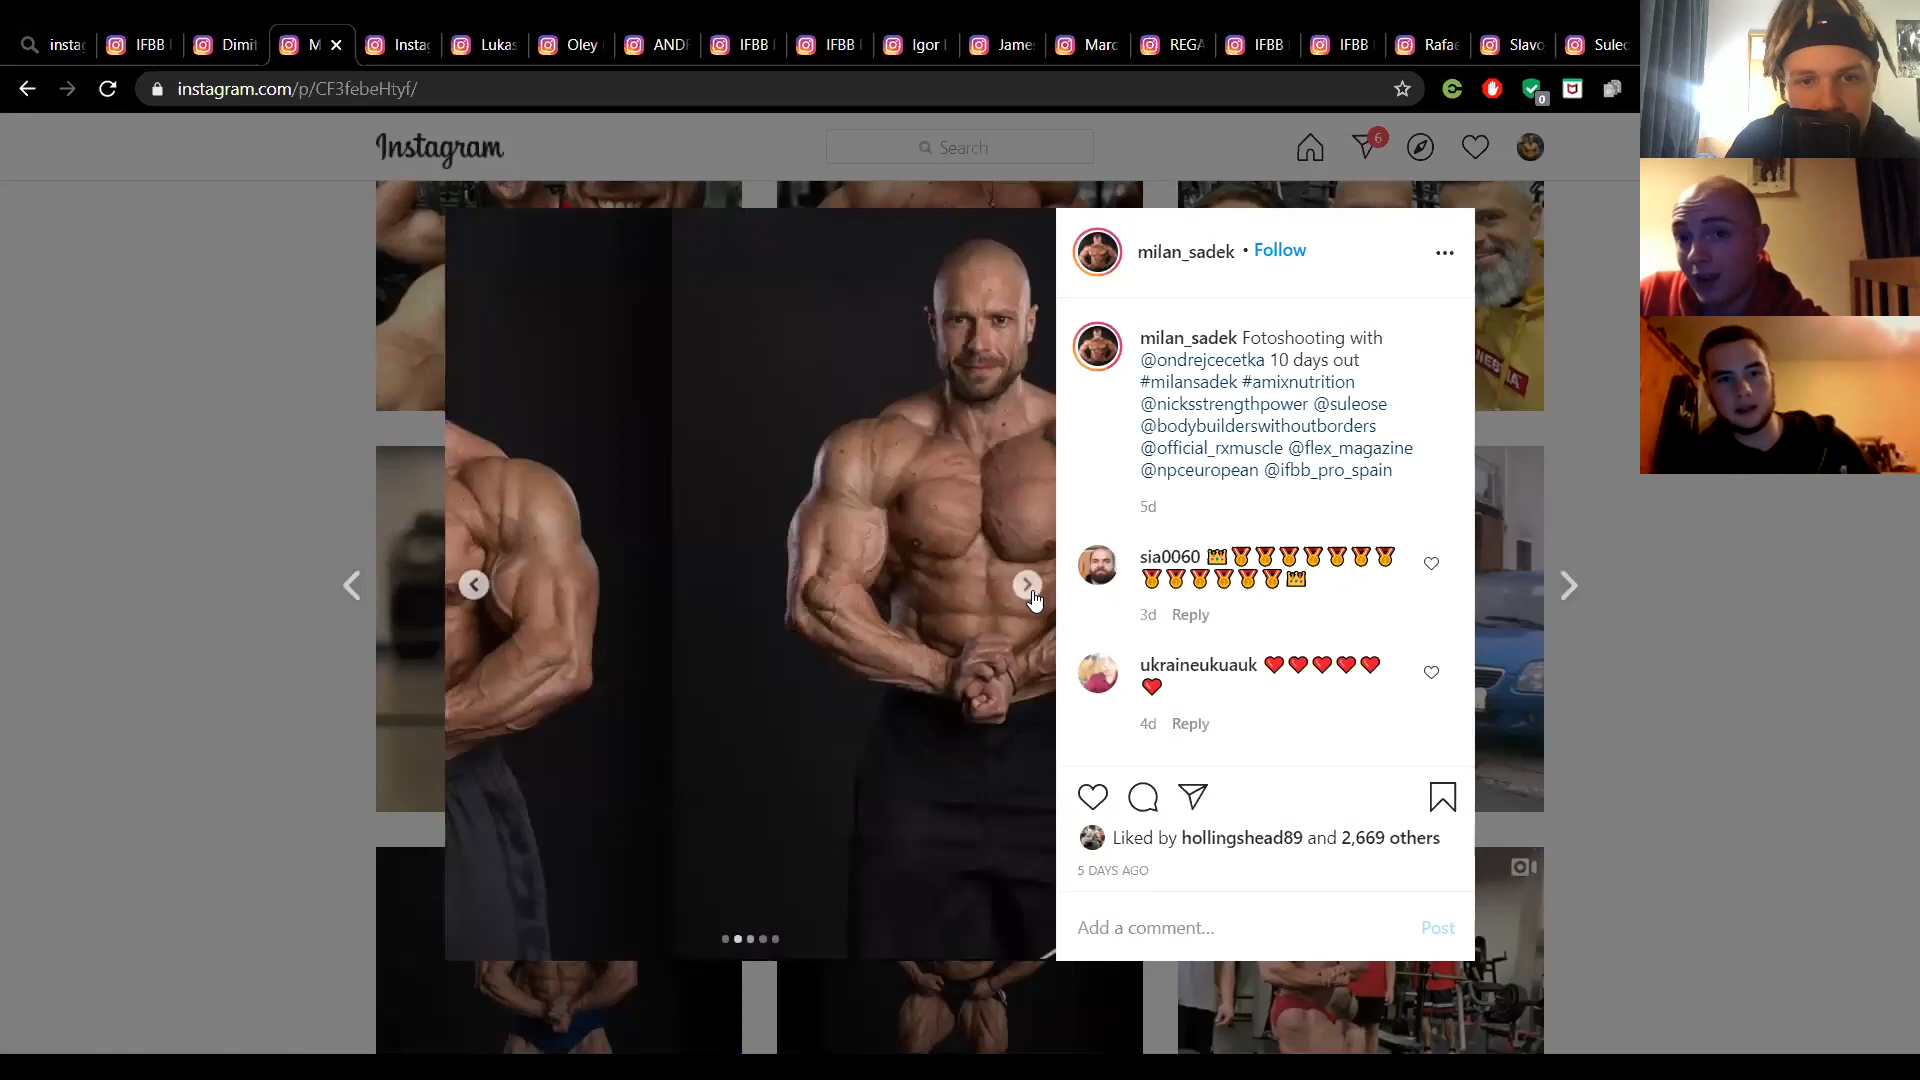 insta
IFBB
Dimit
M
Insta
Lukas
Oley
AND
IFBB
IFBB
Igor
Jame
Marc
REGA
IFBB
IFBB
Rafae
Slavo
Suleo
instagram.com/p/CF3febeHtyf/
0
Instagram
Search
6
milan_sadek • Follow
milan_sadek Fotoshooting with
@ondrejcecetka 10 days out
#milansadek #amixnutrition
@nicksstrengthpower @suleose
@bodybuilderswithoutborders
@official_rxmuscle @flex_magazine
@npceuropean @ifbb_pro_spain
5d
sia0060 👑🏅🏅🏅🏅🏅🏅🏅
🏅🏅🏅🏅🏅🏅👑
3d Reply
ukraineukuauk ❤️❤️❤️❤️❤️
❤️
4d Reply
Liked by hollingshead89 and 2,669 others
5 DAYS AGO
Add a comment...
Post